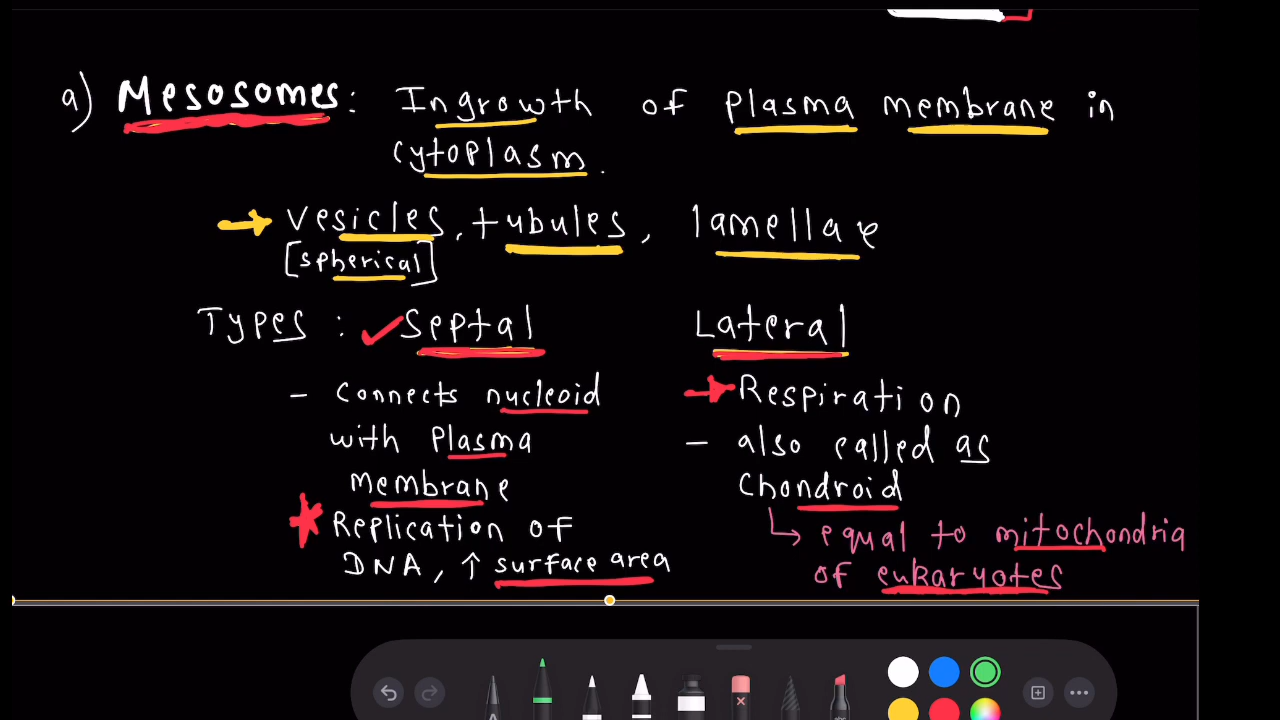 a) Mesosomes: Ingrowth of Plasma membrane in
cytoplasm.
→ vesicles, tubules, lamellae
[spherical]
Types : ✓ Septal Lateral
- Connects nucleoid
with Plasma
membrane
* Replication of
DNA, ↑ surface area
→ Respiration
- also called as
Chondroid
↳ equal to mitochondria
of eukaryotes